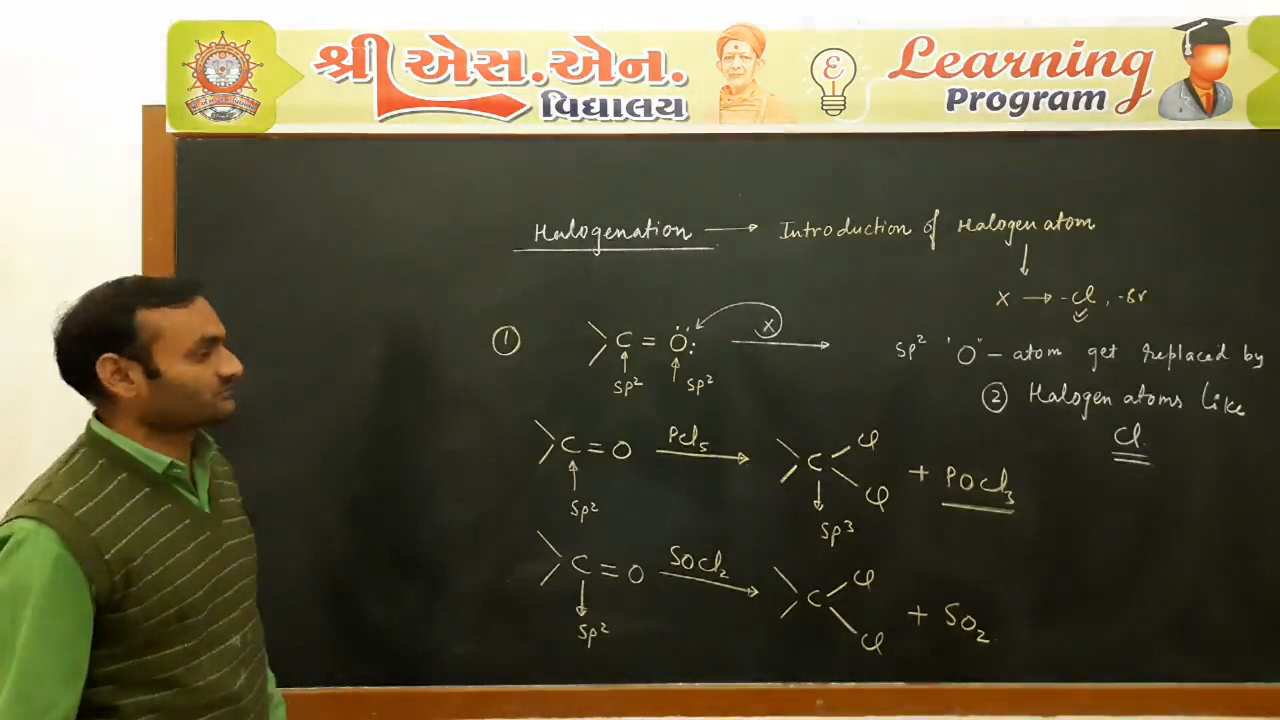 શ્રી એસ.એન.
વિદ્યાલય
Learning
Program
Halogenation → Introduction of Halogen atom
X → -Cl, -Br
① C = Ö: X →
sp² sp²
sp² "O" - atom get replaced by
② Halogen atoms like
Cl
C = O PCl₅ → C Cl Cl + POCl₃
sp² sp³
C = O SOCl₂ → C Cl Cl + SO₂
sp²